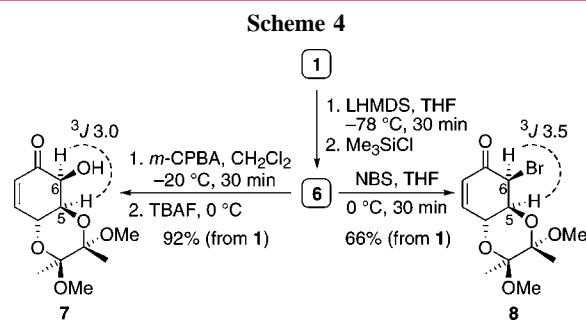 Scheme 4
1
1. LHMDS, THF
–78 °C, 30 min
2. Me3SiCl
³J 3.0
O
H
OH
6
H
5
O
OMe
O
OMe
7
1. m-CPBA, CH2Cl2
–20 °C, 30 min
2. TBAF, 0 °C
92% (from 1)
6
NBS, THF
0 °C, 30 min
66% (from 1)
³J 3.5
O
H
Br
6
H
5
O
OMe
O
OMe
8